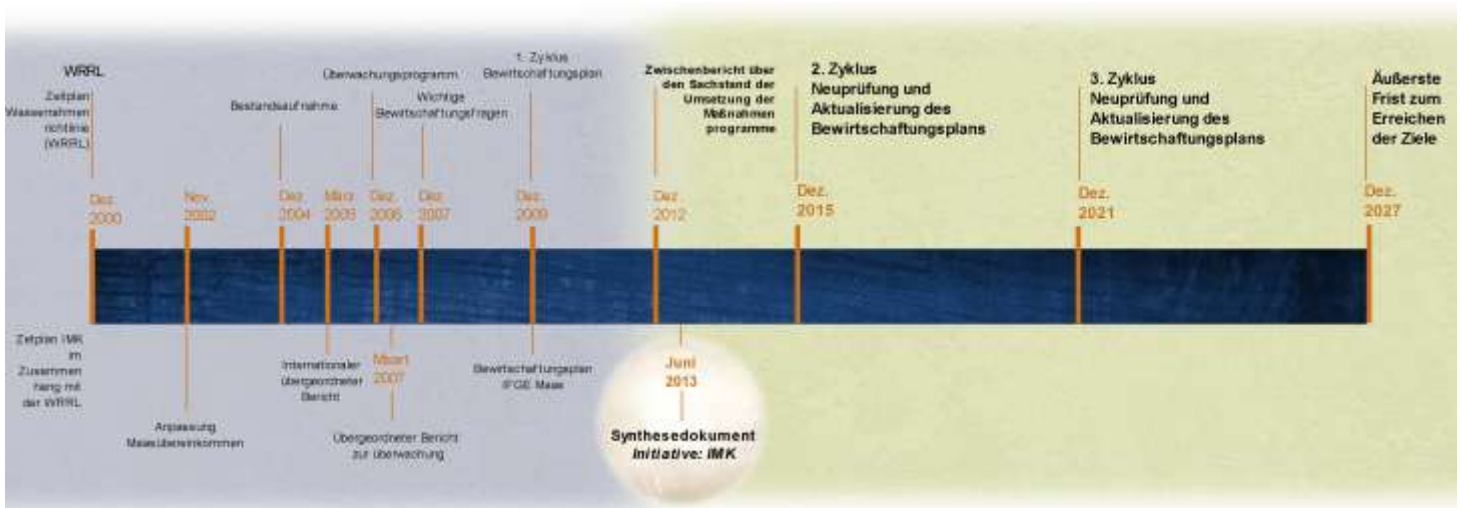 WRRL
Zeitplan
Wasserrahmen
richtlinie
(WRRL)
Bestandsaufnahme
Überwachungsprogramm
Wichtige
Bewirtschaftungsfragen
1. Zyklus
Bewirtschaftungsplan
Zwischenbericht über
den Sachstand der
Umsetzung der
Maßnahmen
programme
2. Zyklus
Neuprüfung und
Aktualisierung des
Bewirtschaftungsplans
3. Zyklus
Neuprüfung und
Aktualisierung des
Bewirtschaftungsplans
Äußerste
Frist zum
Erreichen
der Ziele
Dez.
2000
Nov.
2002
Dez.
2004
März
2005
Dez.
2006
Dez.
2007
Dez.
2009
Dez.
2012
Dez.
2015
Dez.
2021
Dez.
2027
Zeitplan IMK
im
Zusammen
hang mit
der WRRL
Anpassung
Maasübereinkommen
Internationaler
übergeordneter
Bericht
Maart
2007
Übergeordneter Bericht
zur überwachung
Bewirtschaftungsplan
IFGE Maas
Juni
2013
Synthesedokument
Initiative: IMK